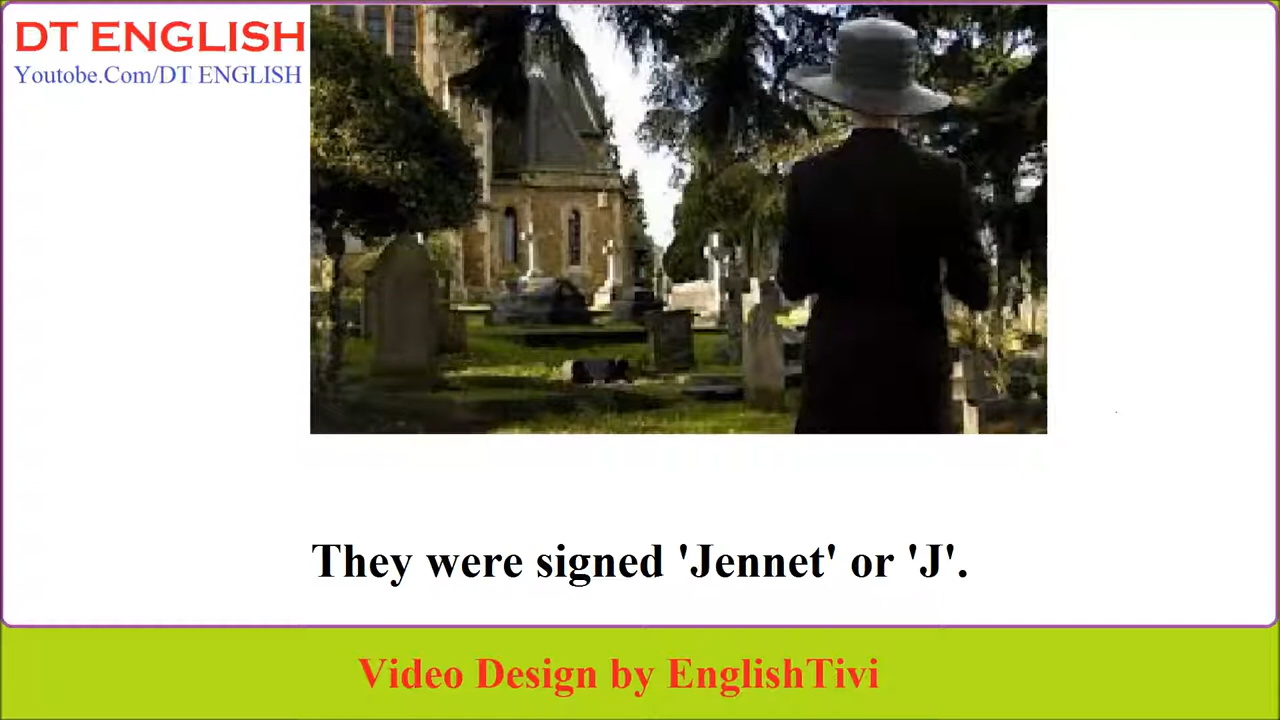 DT ENGLISH
Youtobe.Com/DT ENGLISH
They were signed 'Jennet' or 'J'.
Video Design by EnglishTivi